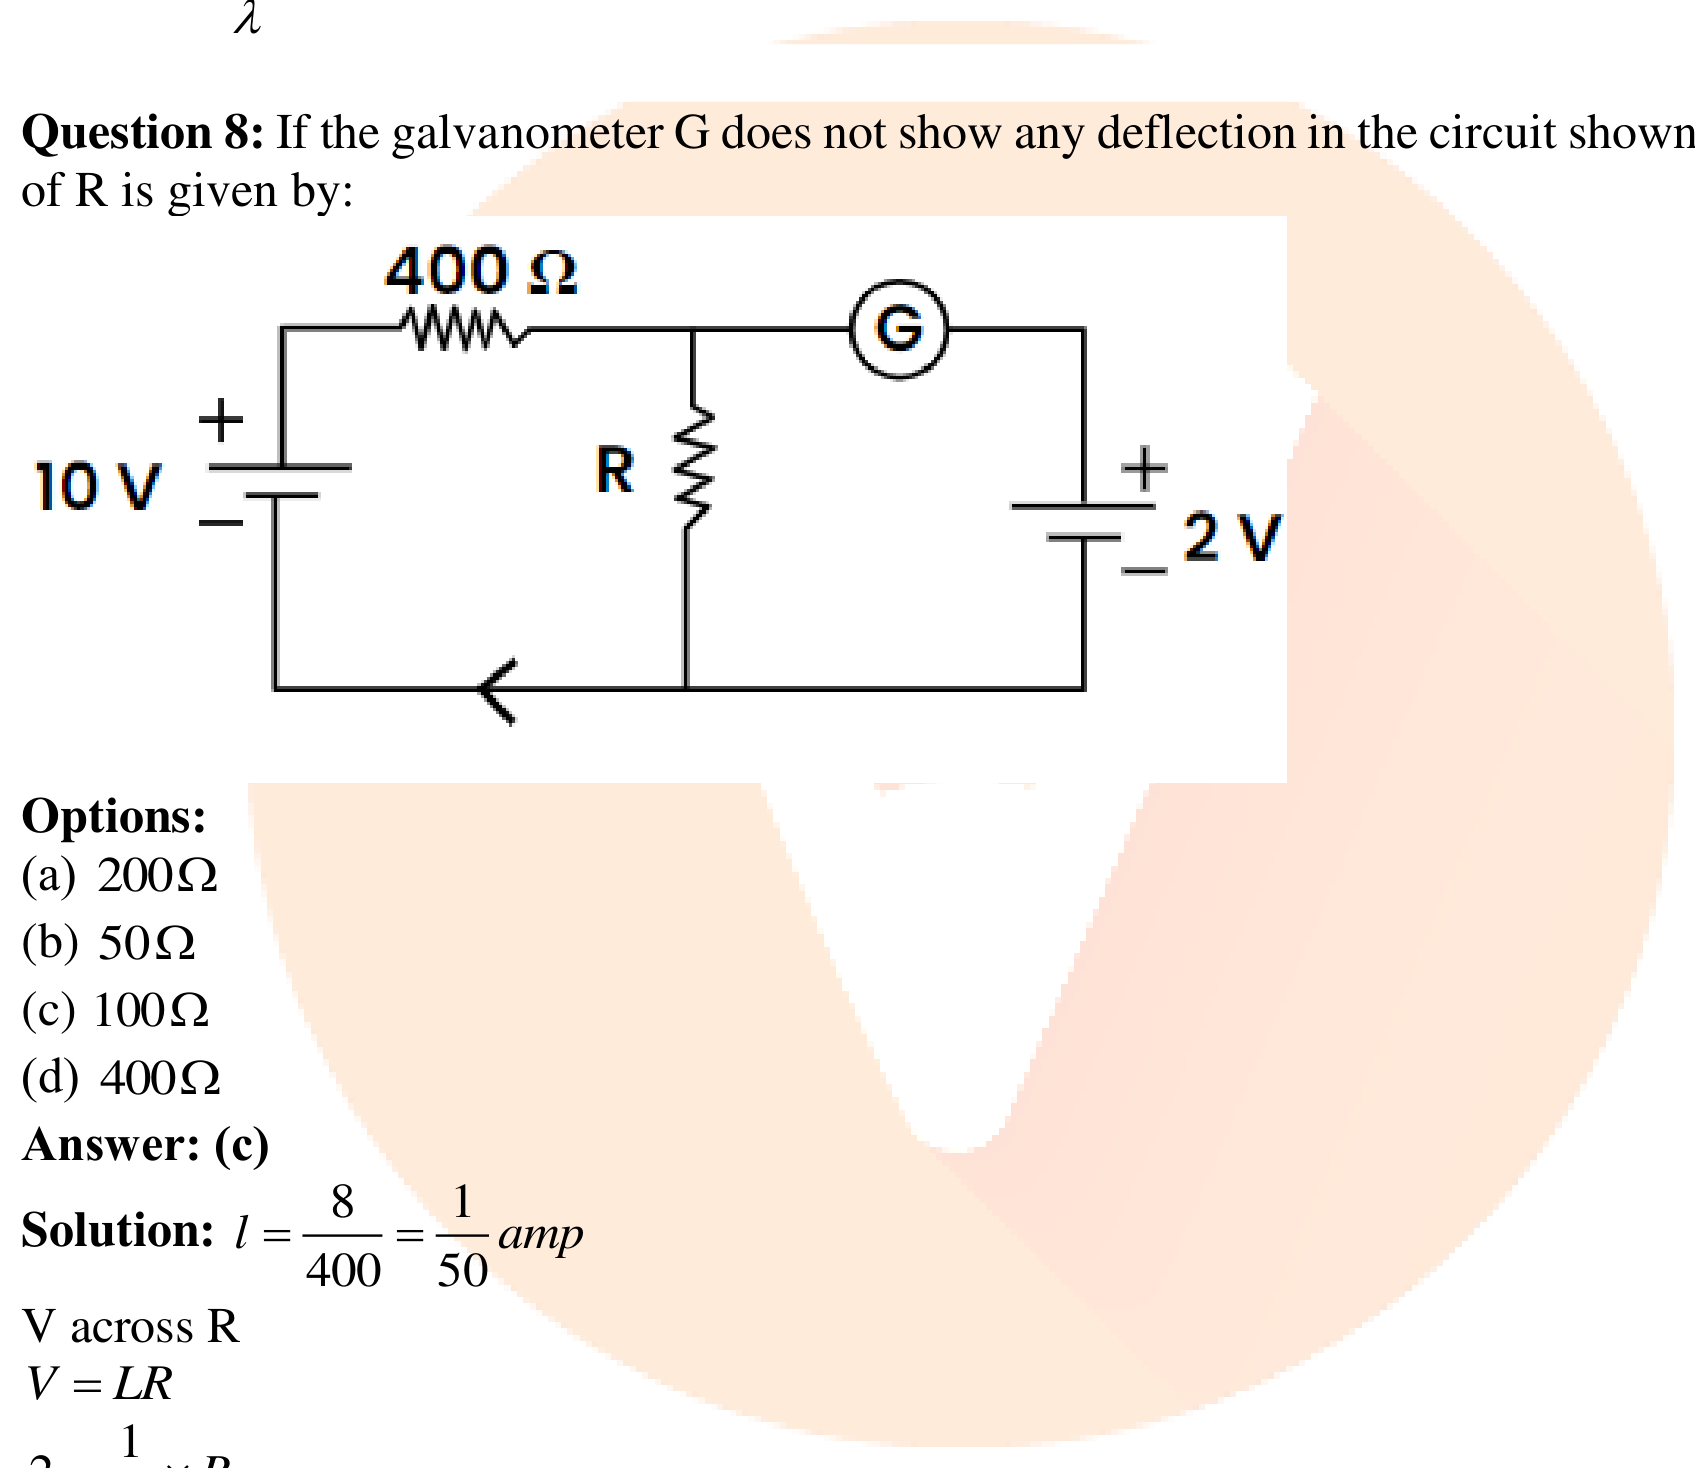 λ
Question 8: If the galvanometer G does not show any deflection in the circuit shown
of R is given by:
400 Ω
G
+
10 V
R
+
2 V
−
−
Options:
(a) 200Ω
(b) 50Ω
(c) 100Ω
(d) 400Ω
Answer: (c)
Solution: l = 8/400 = 1/50 amp
V across R
V = LR
1